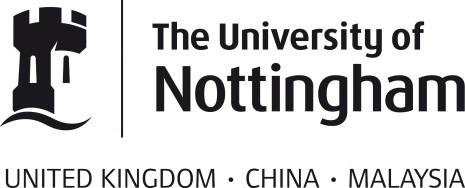 The University of
Nottingham
UNITED KINGDOM · CHINA · MALAYSIA